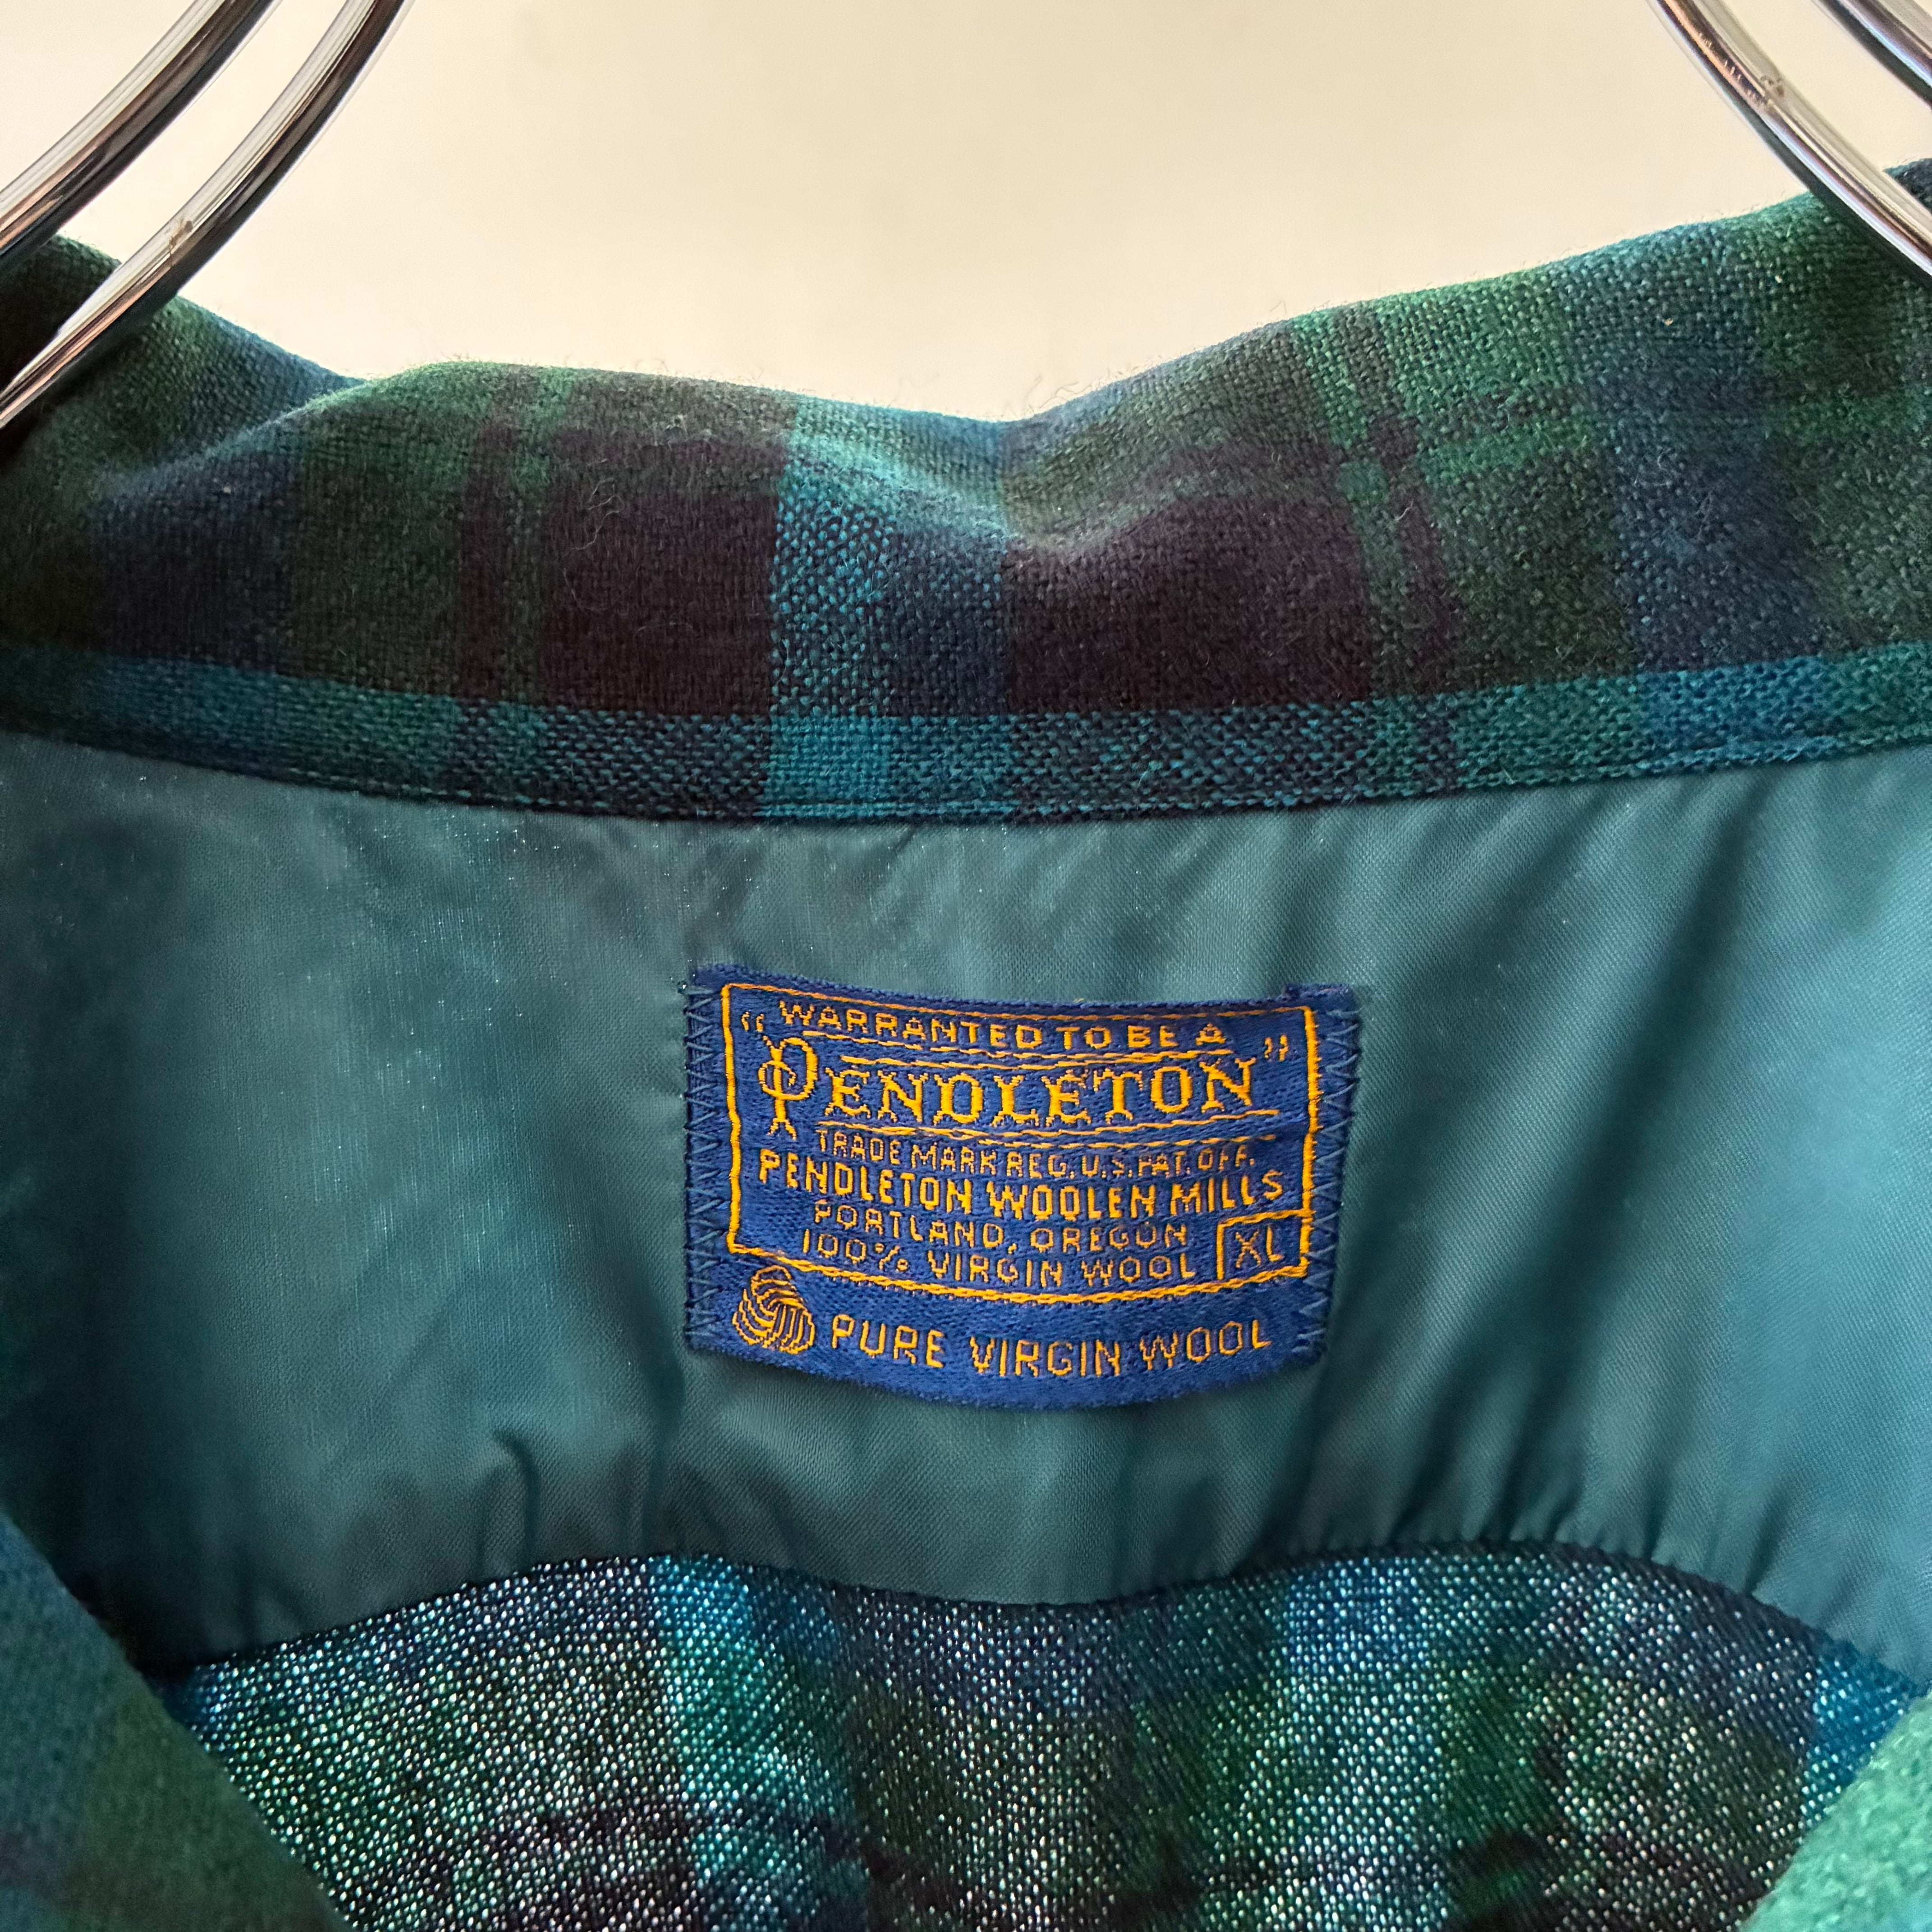 "WARRANTED TO BE A
PENDLETON"
TRADE MARK REG. U.S. PAT. OFF.
PENDLETON WOOLEN MILLS
PORTLAND, OREGON
100% VIRGIN WOOL XL
PURE VIRGIN WOOL